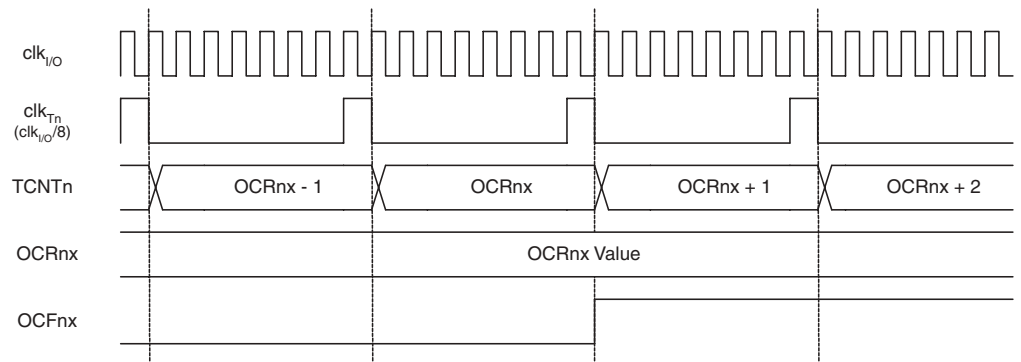 clkI/O
clkTn
(clkI/O/8)
TCNTn OCRnx - 1 OCRnx OCRnx + 1 OCRnx + 2
OCRnx OCRnx Value
OCFnx